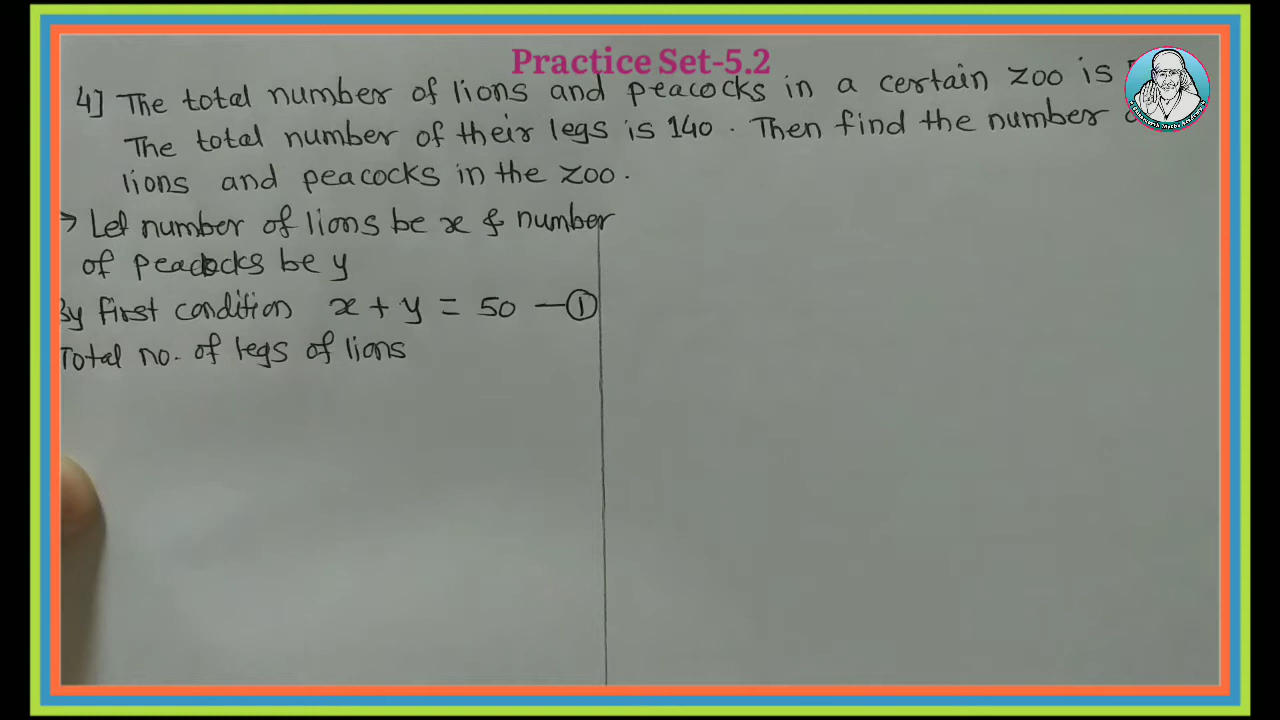 Practice Set-5.2
4] The total number of lions and peacocks in a certain zoo is
The total number of their legs is 140. Then find the number
lions and peacocks in the zoo.
→ Let number of lions be x & number
of peacocks be y
By first condition x + y = 50 — ①
Total no. of legs of lions